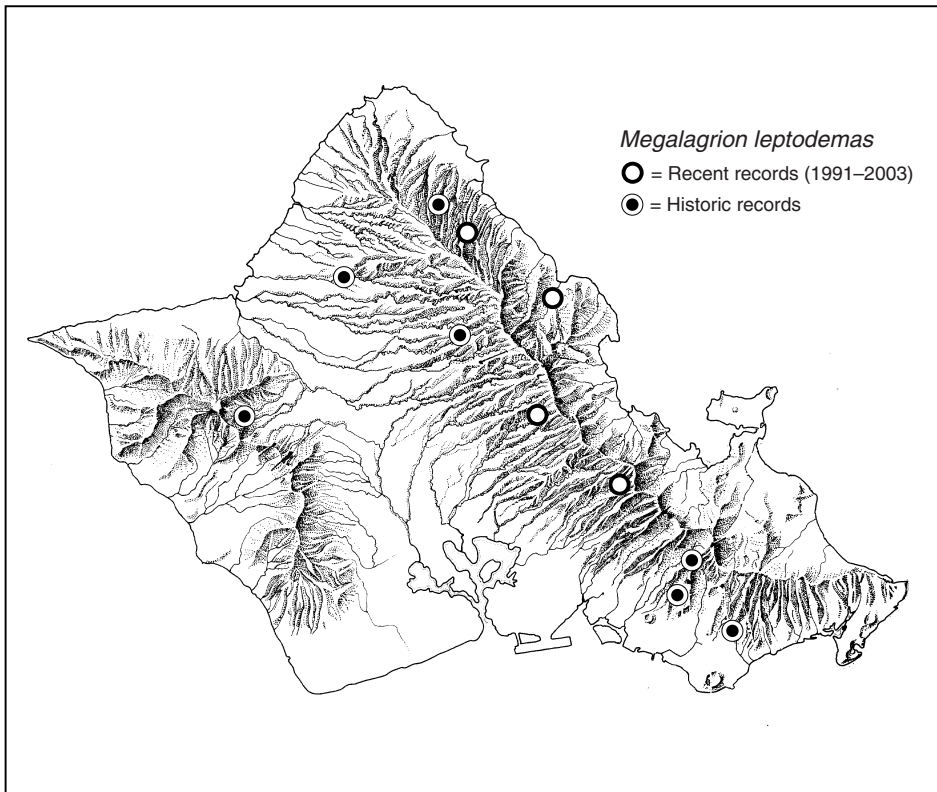 Megalagrion leptodemas
= Recent records (1991–2003)
= Historic records